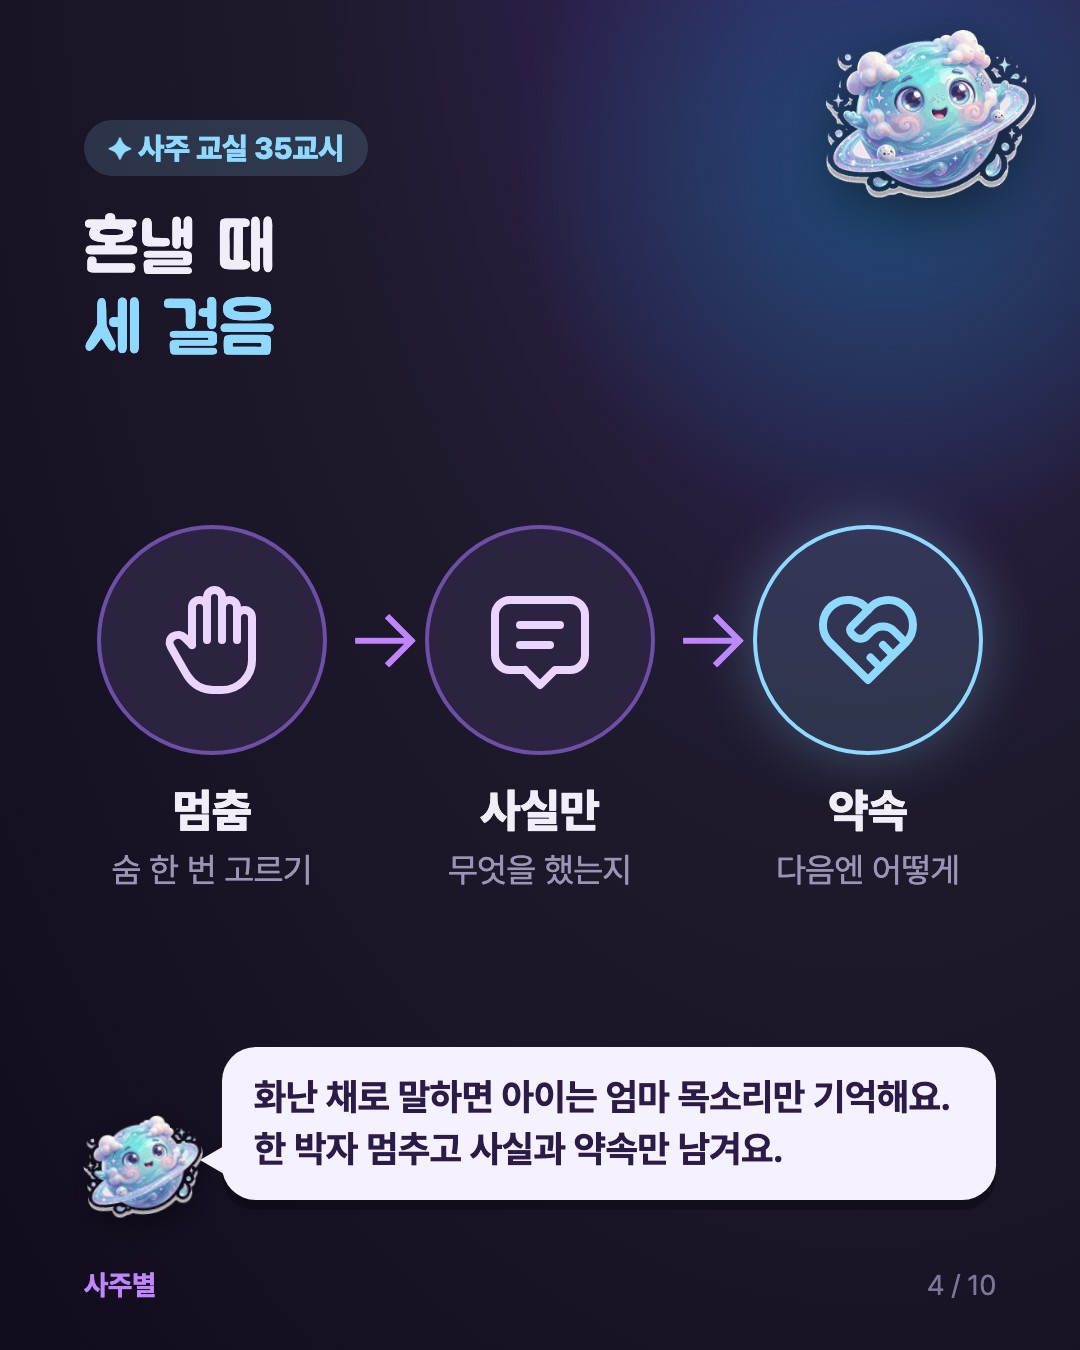 사주 교실 35교시
혼낼 때
세 걸음
멈춤
숨 한 번 고르기
사실만
무엇을 했는지
약속
다음엔 어떻게
화난 채로 말하면 아이는 엄마 목소리만 기억해요.
한 박자 멈추고 사실과 약속만 남겨요.
사주별
4 / 10